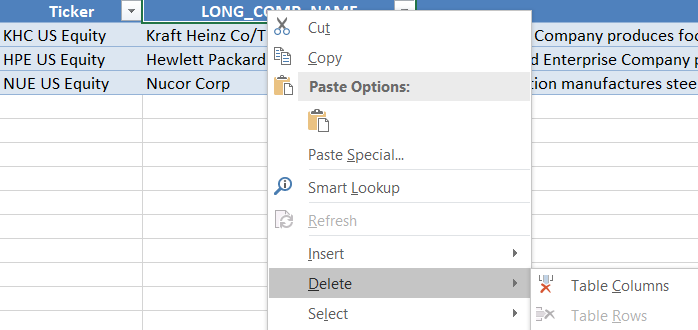 Ticker LONG_COMP_NAME
KHC US Equity Kraft Heinz Co/T Company produces foo
HPE US Equity Hewlett Packard d Enterprise Company p
NUE US Equity Nucor Corp tion manufactures stee
Cut
Copy
Paste Options:
Paste Special...
Smart Lookup
Refresh
Insert
Delete
Table Columns
Select
Table Rows